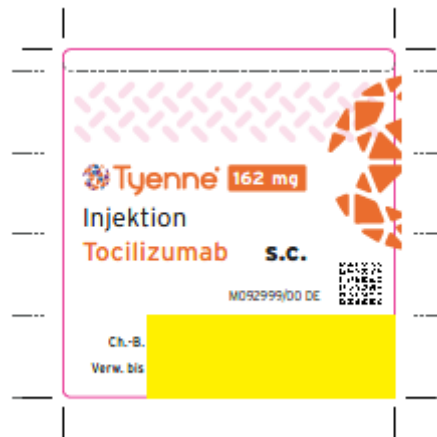 Tyenne® 162 mg
Injektion
Tocilizumab s.c.
M092999/00 DE
Ch.-B.
Verw. bis